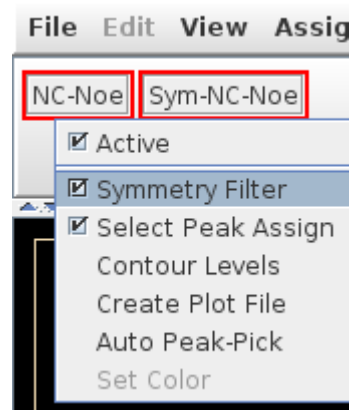 File Edit View Assig
NC-Noe Sym-NC-Noe
Active
Symmetry Filter
Select Peak Assign
Contour Levels
Create Plot File
Auto Peak-Pick
Set Color